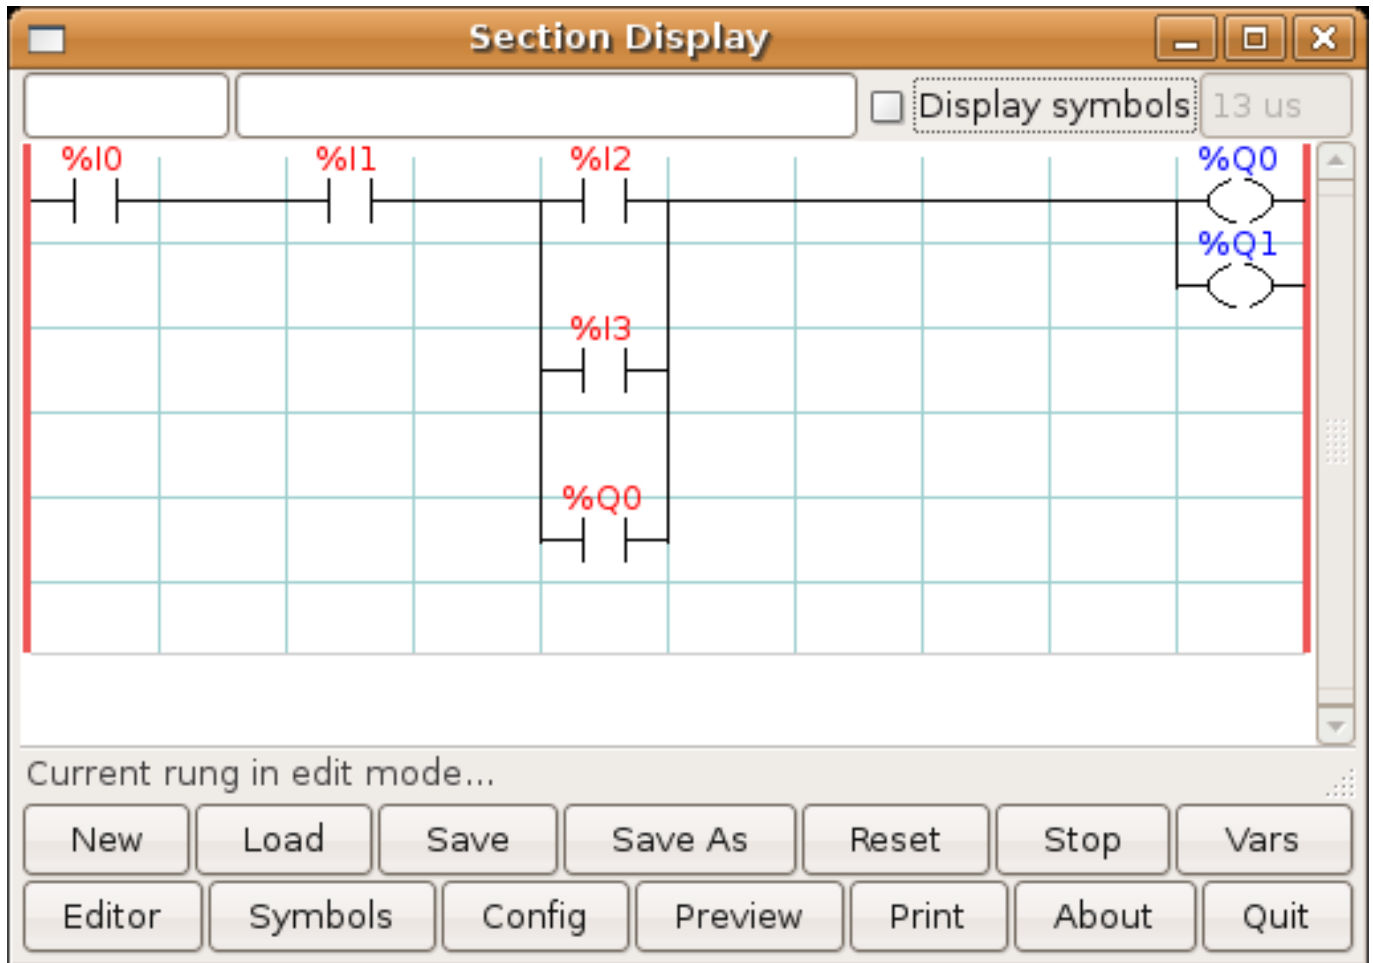 Section Display
Display symbols 13 us
%I0 %I1 %I2 %Q0
%Q1
%I3
%Q0
Current rung in edit mode...
New Load Save Save As Reset Stop Vars
Editor Symbols Config Preview Print About Quit